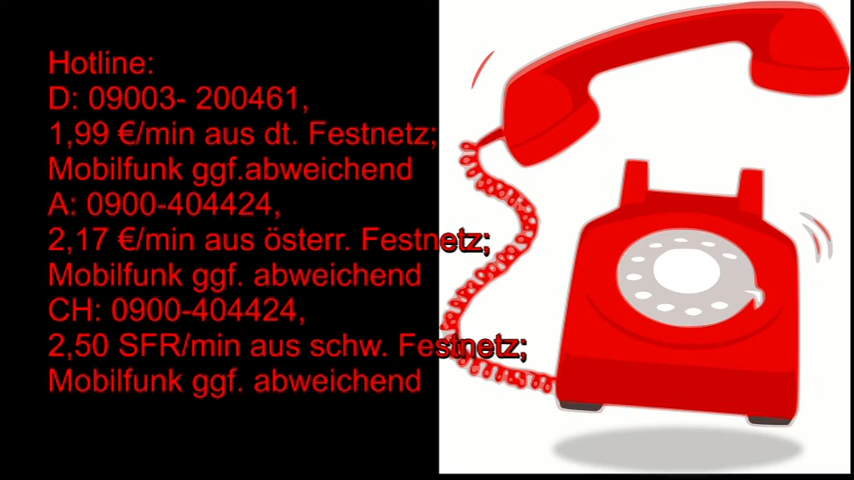 Hotline:
D: 09003- 200461,
1,99 €/min aus dt. Festnetz;
Mobilfunk ggf.abweichend
A: 0900-404424,
2,17 €/min aus österr. Festnetz;
Mobilfunk ggf. abweichend
CH: 0900-404424,
2,50 SFR/min aus schw. Festnetz;
Mobilfunk ggf. abweichend